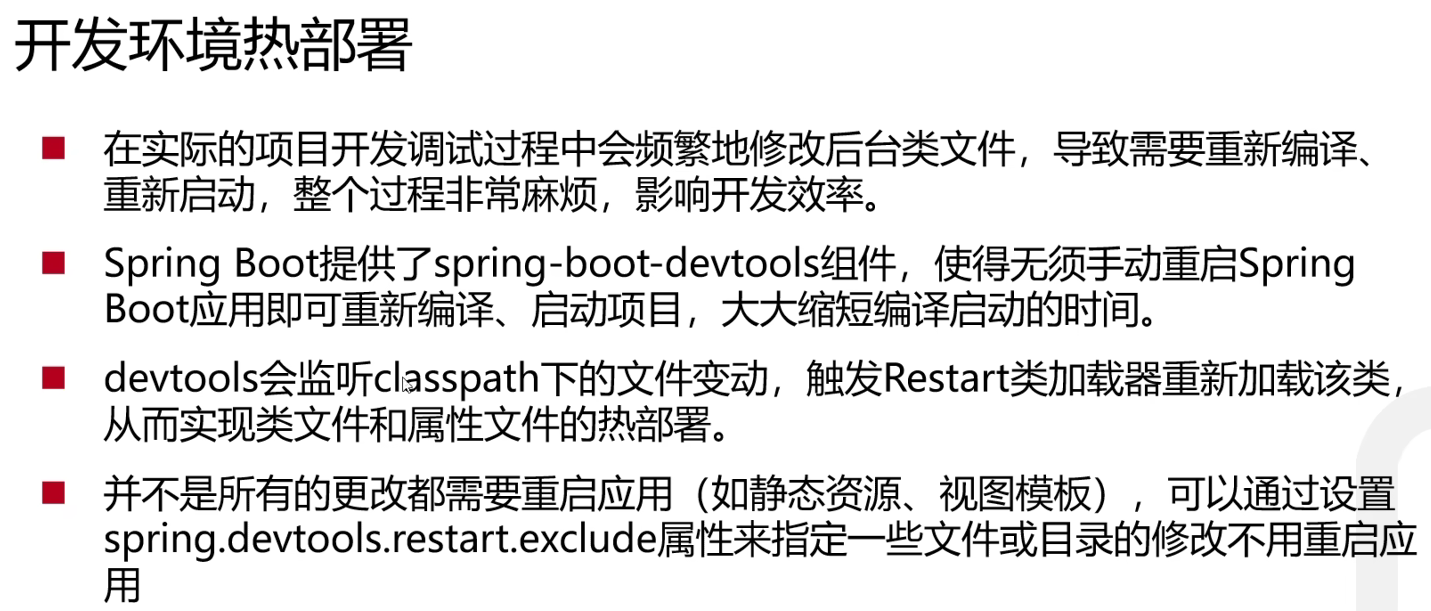 开发环境热部署
在实际的项目开发调试过程中会频繁地修改后台类文件，导致需要重新编译、
重新启动，整个过程非常麻烦，影响开发效率。
Spring Boot提供了spring-boot-devtools组件，使得无须手动重启Spring
Boot应用即可重新编译、启动项目，大大缩短编译启动的时间。
devtools会监听classpath下的文件变动，触发Restart类加载器重新加载该类，
从而实现类文件和属性文件的热部署。
并不是所有的更改都需要重启应用（如静态资源、视图模板），可以通过设置
spring.devtools.restart.exclude属性来指定一些文件或目录的修改不用重启应
用